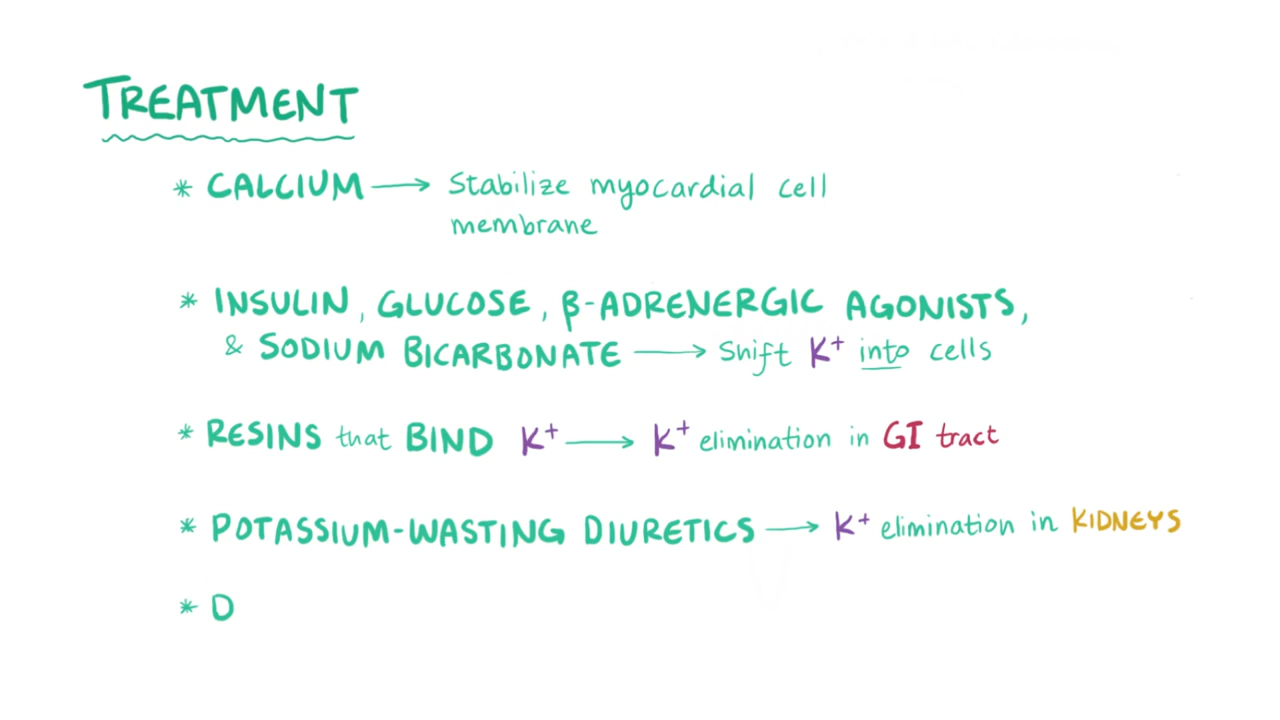 TREATMENT
* CALCIUM → Stabilize myocardial cell
membrane
* INSULIN, GLUCOSE, β-ADRENERGIC AGONISTS,
& SODIUM BICARBONATE → Shift K⁺ into cells
* RESINS that BIND K⁺ → K⁺ elimination in GI tract
* POTASSIUM-WASTING DIURETICS → K⁺ elimination in KIDNEYS
* D